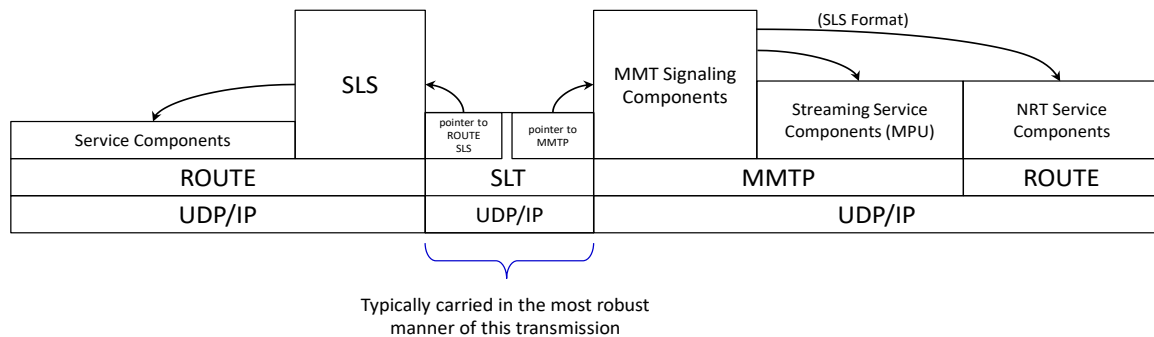 (SLS Format)
SLS
MMT Signaling
Components
Service Components
pointer to
ROUTE
SLS
pointer to
MMTP
Streaming Service
Components (MPU)
NRT Service
Components
ROUTE
SLT
MMTP
ROUTE
UDP/IP
UDP/IP
UDP/IP
Typically carried in the most robust
manner of this transmission